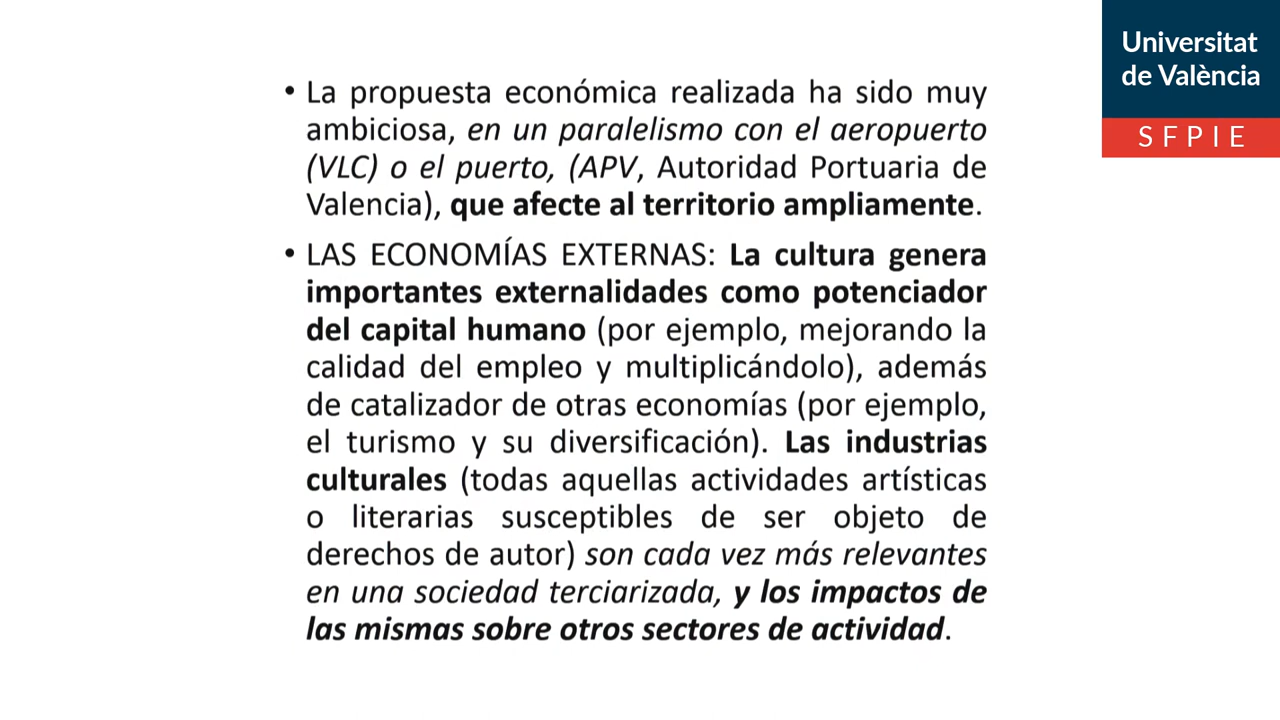 Universitat
de València
SFPIE
• La propuesta económica realizada ha sido muy
ambiciosa, en un paralelismo con el aeropuerto
(VLC) o el puerto, (APV, Autoridad Portuaria de
Valencia), que afecte al territorio ampliamente.
• LAS ECONOMÍAS EXTERNAS: La cultura genera
importantes externalidades como potenciador
del capital humano (por ejemplo, mejorando la
calidad del empleo y multiplicándolo), además
de catalizador de otras economías (por ejemplo,
el turismo y su diversificación). Las industrias
culturales (todas aquellas actividades artísticas
o literarias susceptibles de ser objeto de
derechos de autor) son cada vez más relevantes
en una sociedad terciarizada, y los impactos de
las mismas sobre otros sectores de actividad.